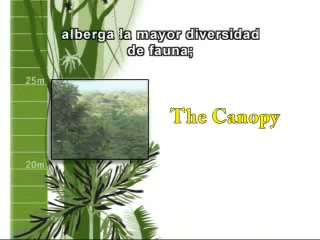 alberga la mayor diversidad
de fauna;
25m
The Canopy
20m